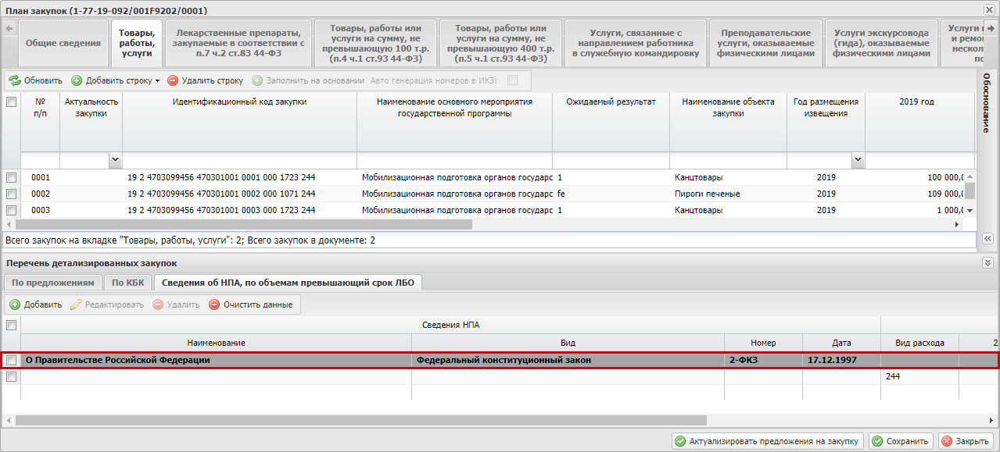 План закупок (1-77-19-092/001F9202/0001)
Общие сведения
Товары,
работы,
услуги
Лекарственные препараты,
закупаемые в соответствии с
п.7 ч.2 ст.83 44-ФЗ
Товары, работы или
услуги на сумму, не
превышающую 100 т.р.
(п.4 ч.1 ст.93 44-ФЗ)
Товары, работы или
услуги на сумму, не
превышающую 400 т.р.
(п.5 ч.1 ст.93 44-ФЗ)
Услуги, связанные с
направлением работника
в служебную командировку
Преподавательские
услуги, оказываемые
физическими лицами
Услуги экскурсовода
(гида), оказываемые
физическими лицами
Услуги
и ремо
нескол
по
Обновить Добавить строку Удалить строку Заполнить на основании Авто генерация номеров в ИКЗ:
Обоснование
№
п/п
Актуальность
закупки
Идентификационный код закупки
Наименование основного мероприятия
государственной программы
Ожидаемый результат
Наименование объекта
закупки
Год размещения
извещения
2019 год
0001 19 2 4703099456 470301001 0001 000 1723 244 Мобилизационная подготовка органов государс 1 Канцтовары 2019 100 000,0
0002 19 2 4703099456 470301001 0002 000 1071 244 Мобилизационная подготовка органов государс fe Пироги печеные 2019 109 000,0
0003 19 2 4703099456 470301001 0003 000 1723 244 Мобилизационная подготовка органов государс 1 Канцтовары 2019 1 000,0
Всего закупок на вкладке "Товары, работы, услуги": 2; Всего закупок в документе: 2
Перечень детализированных закупок
По предложениям По КБК Сведения об НПА, по объемам превышающий срок ЛБО
Добавить Редактировать Удалить Очистить данные
Сведения НПА
Наименование Вид Номер Дата Вид расхода 2
О Правительстве Российской Федерации Федеральный конституционный закон 2-ФКЗ 17.12.1997
244
Актуализировать предложения на закупку Сохранить Закрыть